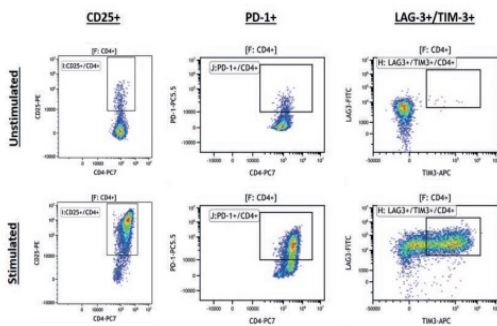 CD25+ PD-1+ LAG-3+/TIM-3+
Unstimulated
[F: CD4+] [F: CD4+] [F: CD4+]
I:CD25+/CD4+ J:PD-1+/CD4+ H: LAG3+/TIM3+/CD4+
CD25-PE PD-1-PC5.5 LAG3-FITC
CD4-PC7 CD4-PC7 TIM3-APC
Stimulated
[F: CD4+] [F: CD4+] [F: CD4+]
I:CD25+/CD4+ J:PD-1+/CD4+ H: LAG3+/TIM3+/CD4+
CD25-PE PD-1-PC5.5 LAG3-FITC
CD4-PC7 CD4-PC7 TIM3-APC